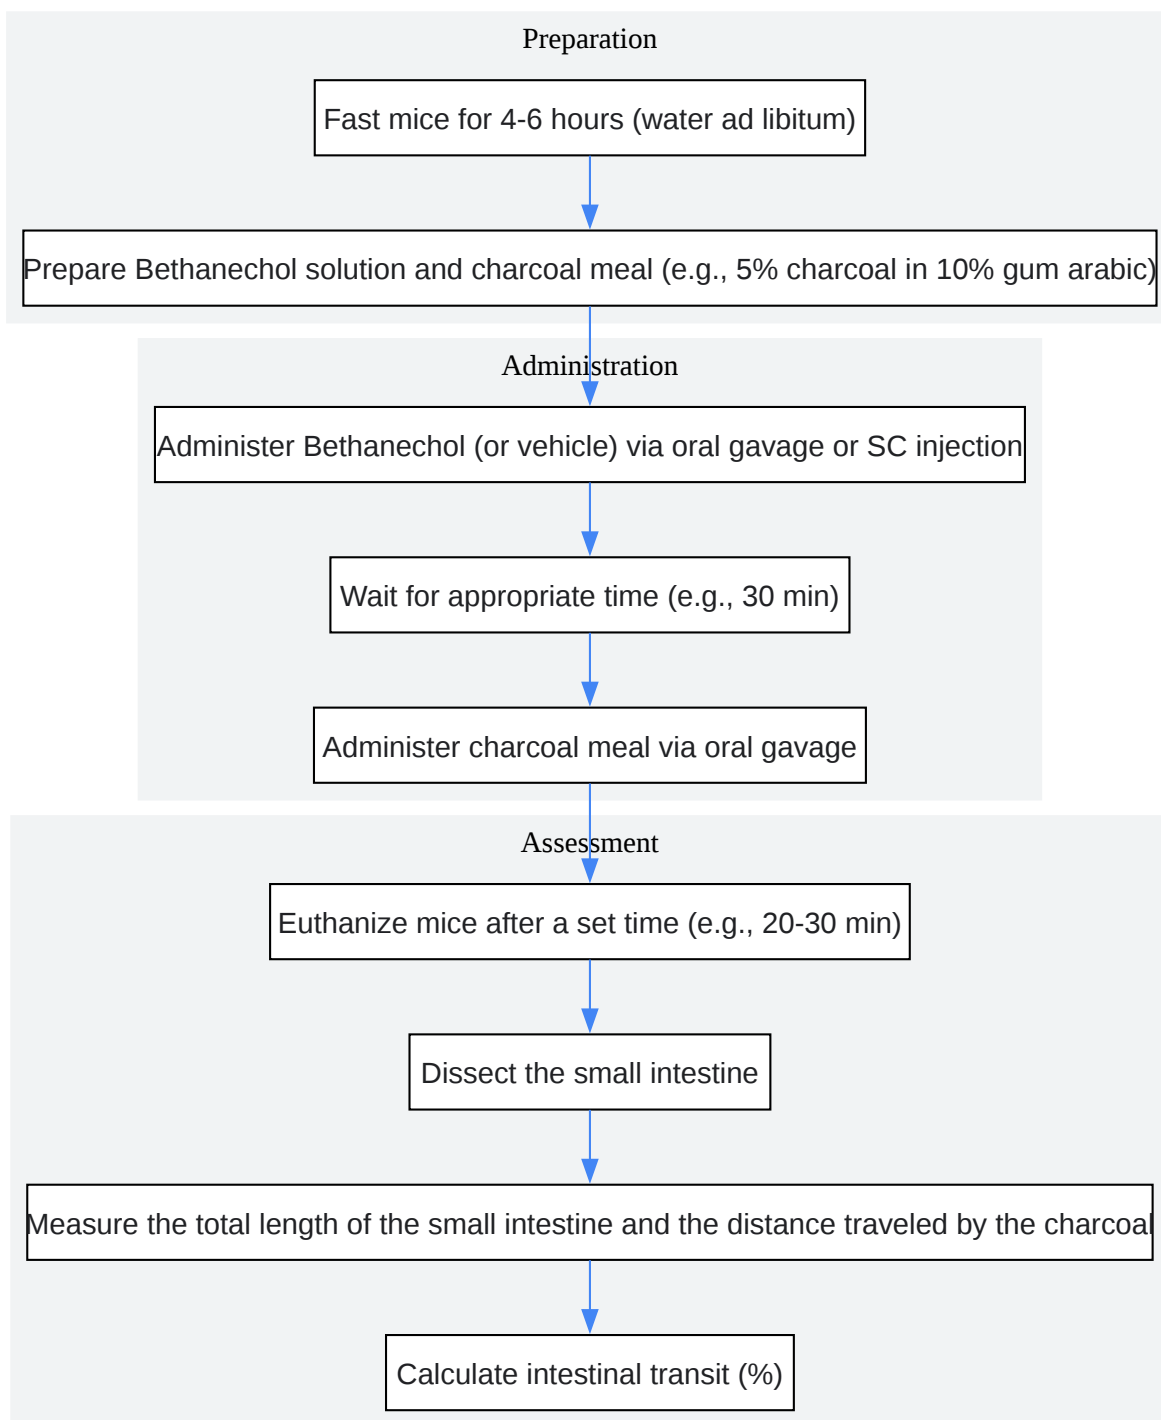 Preparation
Fast mice for 4-6 hours (water ad libitum)
Prepare Bethanechol solution and charcoal meal (e.g., 5% charcoal in 10% gum arabic)
Administration
Administer Bethanechol (or vehicle) via oral gavage or SC injection
Wait for appropriate time (e.g., 30 min)
Administer charcoal meal via oral gavage
Assessment
Euthanize mice after a set time (e.g., 20-30 min)
Dissect the small intestine
Measure the total length of the small intestine and the distance traveled by the charcoal
Calculate intestinal transit (%)